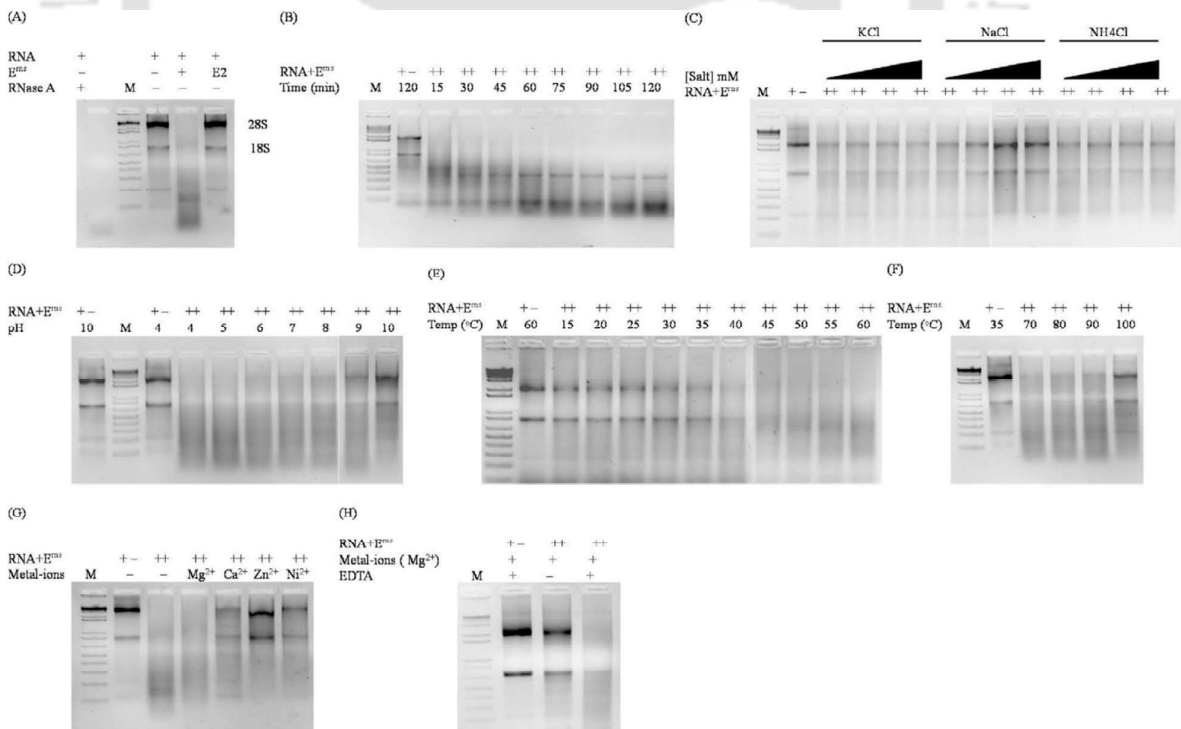 (A)
RNA + + + +
Eʳⁿˢ – – + E2
RNase A + M – – –
28S
18S
(B)
RNA+Eʳⁿˢ +– ++ ++ ++ ++ ++ ++ ++ ++
Time (min) M 120 15 30 45 60 75 90 105 120
(C)
KCl NaCl NH4Cl
[Salt] mM
RNA+Eʳⁿˢ M +– ++ ++ ++ ++ ++ ++ ++ ++ ++ ++ ++ ++
(D)
RNA+Eʳⁿˢ +– +– ++ ++ ++ ++ ++ ++ ++
pH 10 M 4 4 5 6 7 8 9 10
(E)
RNA+Eʳⁿˢ +– ++ ++ ++ ++ ++ ++ ++ ++ ++ ++
Temp (°C) M 60 15 20 25 30 35 40 45 50 55 60
(F)
RNA+Eʳⁿˢ +– ++ ++ ++ ++
Temp (°C) M 35 70 80 90 100
(G)
RNA+Eʳⁿˢ +– ++ ++ ++ ++ ++
Metal-ions M – – Mg²⁺ Ca²⁺ Zn²⁺ Ni²⁺
(H)
RNA+Eʳⁿˢ +– ++ ++
Metal-ions ( Mg²⁺) + + +
EDTA M + – +